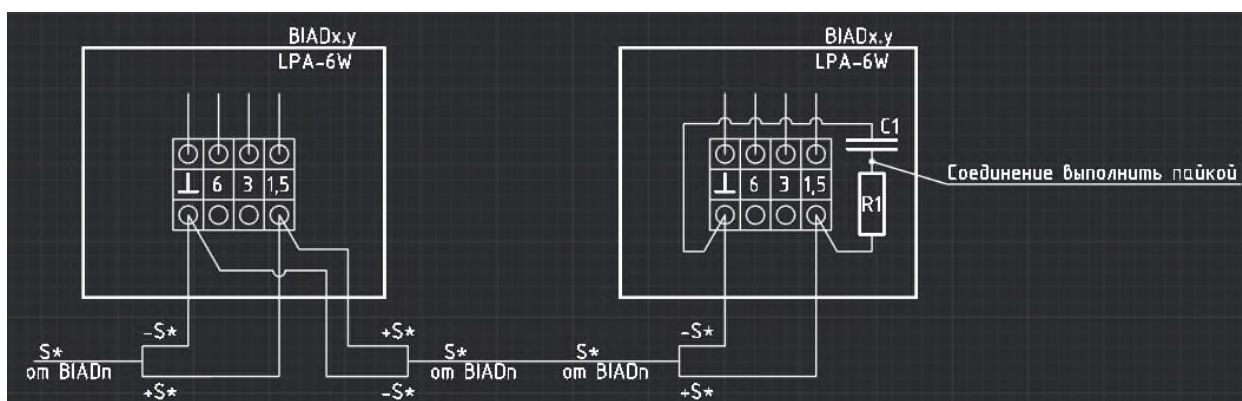 BIADx.y
LPA-6W
⊥ 6 3 1,5
-S*
S*
от BIADn
+S*
+S*
S*
от BIADn
-S*
BIADx.y
LPA-6W
C1
Соединение выполнить пайкой
⊥ 6 3 1,5
R1
-S*
S*
от BIADn
+S*